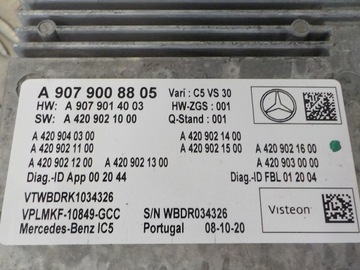 A 907 900 88 05 Vari : C5 VS 30
HW: A 907 901 40 03 HW-ZGS : 001
SW: A 420 902 10 00 Q-Stand : 001
A 420 904 03 00 A 420 902 14 00
A 420 902 11 00 A 420 902 15 00 A 420 902 16 00
A 420 902 12 00 A 420 902 13 00 A 420 903 00 00
Diag.-ID App 00 20 44 Diag.-ID FBL 01 20 04
VTWBDRK1034326
VPLMKF-10849-GCC S/N WBDR034326 Visteon
Mercedes-Benz IC5 Portugal 08-10-20